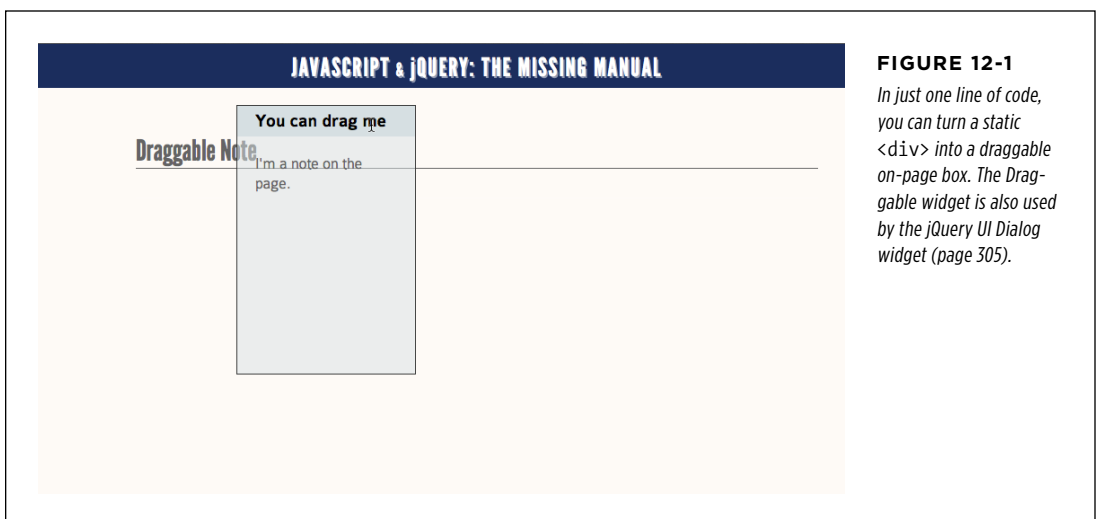 JAVASCRIPT & jQUERY: THE MISSING MANUAL
You can drag me
Draggable Note
I'm a note on the
page.
FIGURE 12-1
In just one line of code,
you can turn a static
<div> into a draggable
on-page box. The Drag-
gable widget is also used
by the jQuery UI Dialog
widget (page 305).